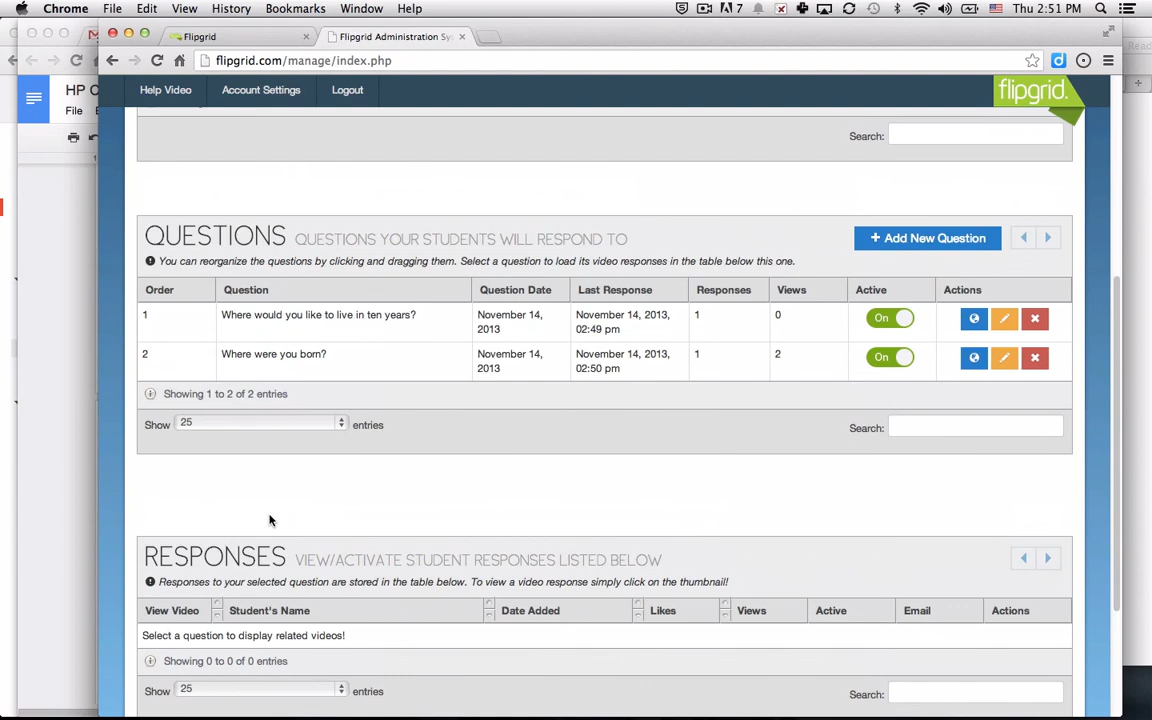 Chrome File Edit View History Bookmarks Window Help
7 Thu 2:51 PM
Flipgrid
Flipgrid Administration Sy
flipgrid.com/manage/index.php
HP C
File
Help Video Account Settings Logout
flipgrid.
Search:
QUESTIONS QUESTIONS YOUR STUDENTS WILL RESPOND TO
+ Add New Question
You can reorganize the questions by clicking and dragging them. Select a question to load its video responses in the table below this one.
Order Question Question Date Last Response Responses Views Active Actions
1 Where would you like to live in ten years? November 14, 2013 November 14, 2013, 02:49 pm 1 0 On
2 Where were you born? November 14, 2013 November 14, 2013, 02:50 pm 1 2 On
Showing 1 to 2 of 2 entries
Show 25 entries
Search:
RESPONSES VIEW/ACTIVATE STUDENT RESPONSES LISTED BELOW
Responses to your selected question are stored in the table below. To view a video response simply click on the thumbnail!
View Video Student's Name Date Added Likes Views Active Email Actions
Select a question to display related videos!
Showing 0 to 0 of 0 entries
Show 25 entries
Search: